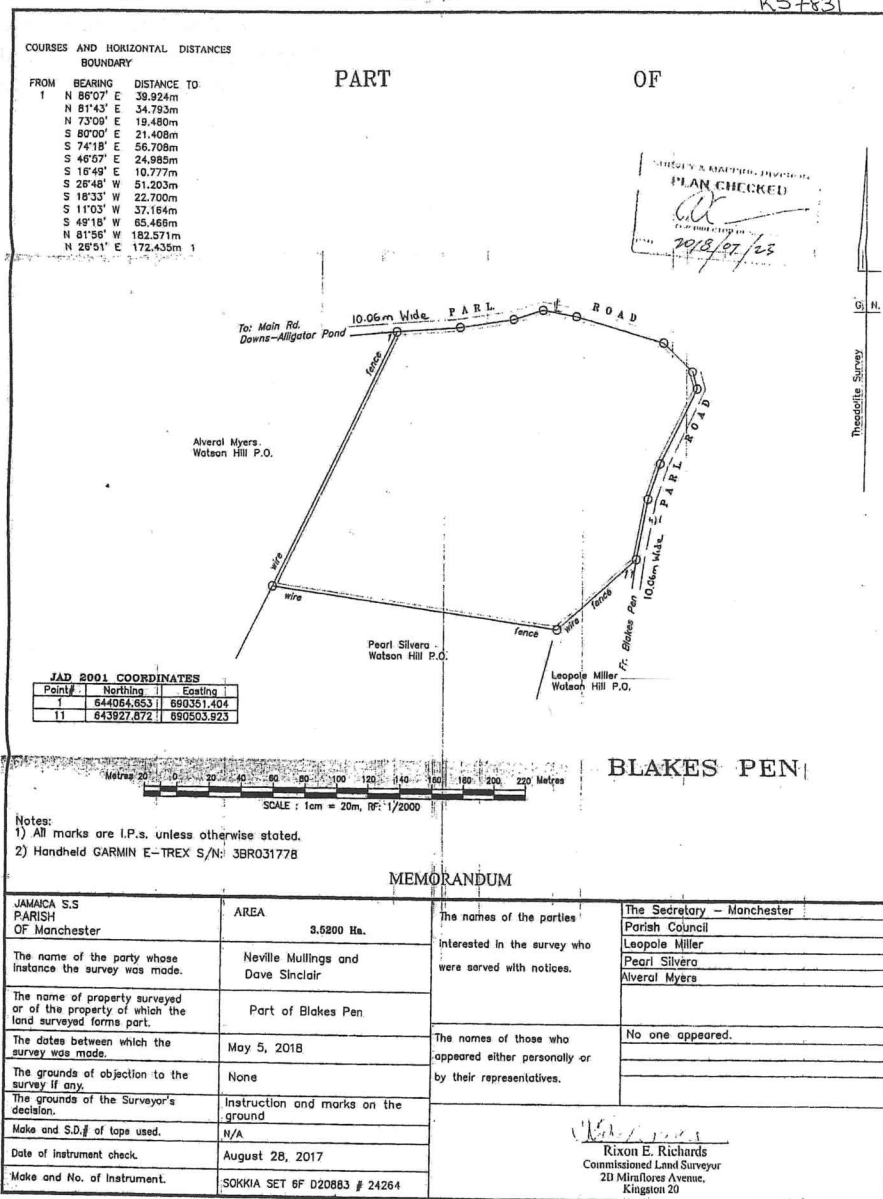 K57831
COURSES AND HORIZONTAL DISTANCES
BOUNDARY
FROM BEARING DISTANCE TO
1 N 86°07' E 39.924m
N 81°43' E 34.793m
N 73°09' E 19.480m
S 80°00' E 21.408m
S 74°18' E 56.708m
S 46°57' E 24.985m
S 16°49' E 10.777m
S 26°48' W 51.203m
S 18°33' W 22.700m
S 11°03' W 37.164m
S 49°18' W 65.466m
N 81°56' W 182.571m
N 26°51' E 172.435m 1
PART OF
SURVEY & MAPPING DIVISION
PLAN CHECKED
2018/07/23
G. N.
Theodolite Survey
To: Main Rd.
Downs-Alligator Pond
10.06m Wide PARL ROAD
1
fence
wire
Alveral Myers
Watson Hill P.O.
PARL ROAD
10.06m Wide
11
Fr. Blakes Pen
wire
fence
wire
fence
Pearl Silvera
Watson Hill P.O.
Leopole Miller
Watson Hill P.O.
JAD 2001 COORDINATES
Point# Northing Easting
1 644064.653 690351.404
11 643927.872 690503.923
BLAKES PEN
Metres 20 0 20 40 60 80 100 120 140 160 180 200 220 Metres
SCALE : 1cm = 20m, RF: 1/2000
Notes:
1) All marks are I.P.s. unless otherwise stated.
2) Handheld GARMIN E-TREX S/N: 3BR031778
MEMORANDUM
JAMAICA S.S
PARISH
OF Manchester
AREA
3.5200 Ha.
The name of the party whose
instance the survey was made.
Neville Mullings and
Dave Sinclair
The name of property surveyed
or of the property of which the
land surveyed forms part.
Part of Blakes Pen
The dates between which the
survey was made.
May 5, 2018
The grounds of objection to the
survey if any.
None
The grounds of the Surveyor's
decision.
Instruction and marks on the
ground
Make and S.D.# of tape used.
N/A
Date of instrument check.
August 28, 2017
Make and No. of Instrument.
SOKKIA SET 6F D20883 # 24264
The names of the parties
interested in the survey who
were served with notices.
The Secretary - Manchester
Parish Council
Leopole Miller
Pearl Silvera
Alveral Myers
The names of those who
appeared either personally or
by their representatives.
No one appeared.
Rixon E. Richards
Commissioned Land Surveyor
2D Miraflores Avenue,
Kingston 20